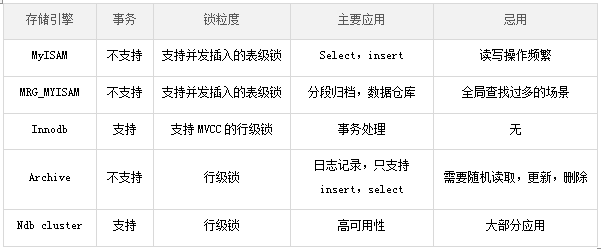 存储引擎 事务 锁粒度 主要应用 忌用
MyISAM 不支持 支持并发插入的表级锁 Select，insert 读写操作频繁
MRG_MYISAM 不支持 支持并发插入的表级锁 分段归档，数据仓库 全局查找过多的场景
Innodb 支持 支持MVCC的行级锁 事务处理 无
Archive 不支持 行级锁 日志记录，只支持 需要随机读取，更新，删除
insert，select
Ndb cluster 支持 行级锁 高可用性 大部分应用